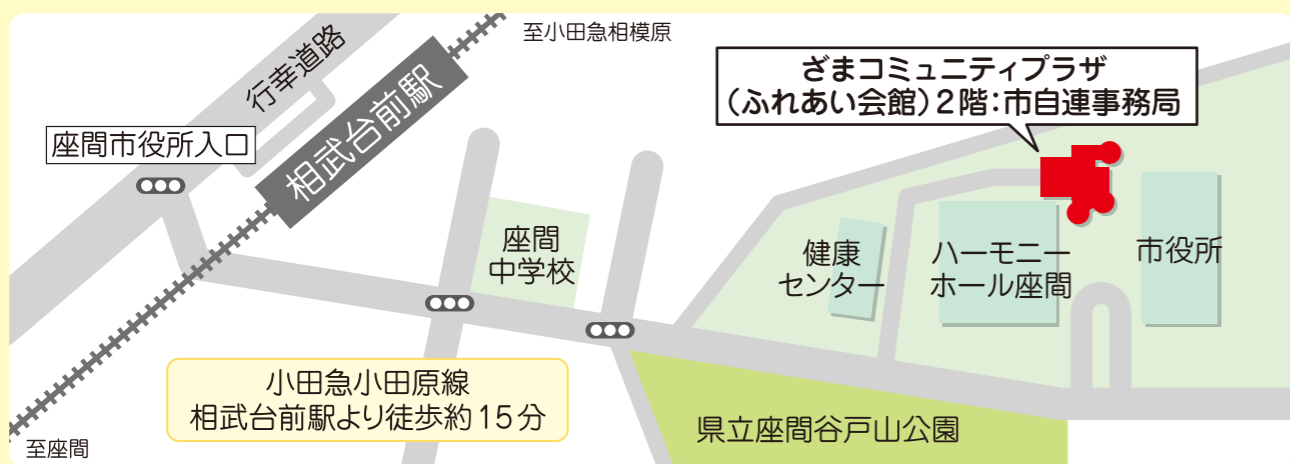 至小田急相模原
行幸道路
相武台前駅
座間市役所入口
ざまコミュニティプラザ
(ふれあい会館)2階:市自連事務局
座間
中学校
健康
センター
ハーモニー
ホール座間
市役所
小田急小田原線
相武台前駅より徒歩約15分
県立座間谷戸山公園
至座間